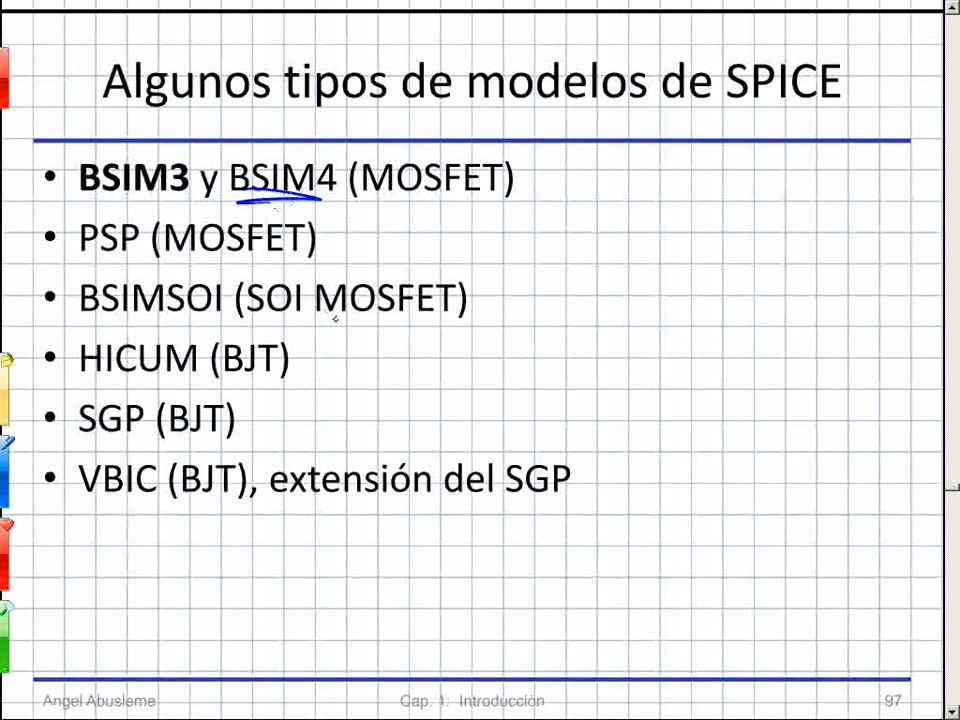 Algunos tipos de modelos de SPICE
• BSIM3 y BSIM4 (MOSFET)
• PSP (MOSFET)
• BSIMSOI (SOI MOSFET)
• HICUM (BJT)
• SGP (BJT)
• VBIC (BJT), extensión del SGP
Angel Abusleme Cap. 1: Introducción 97